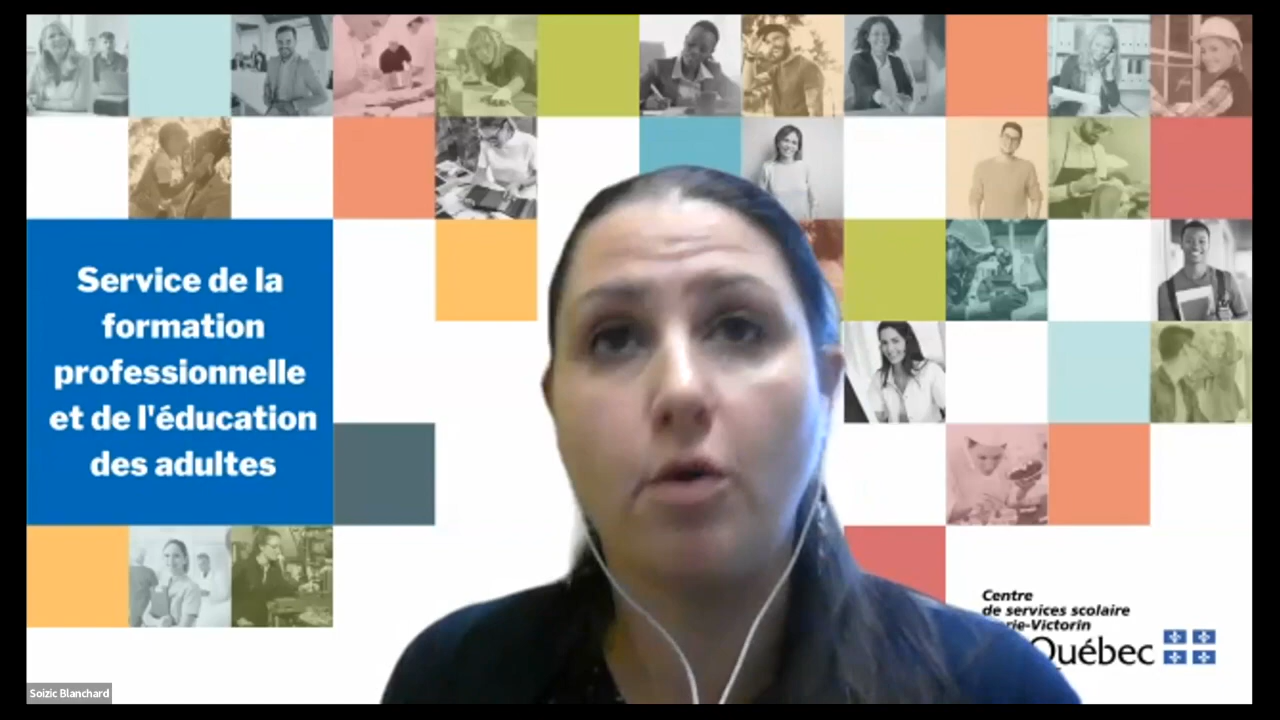 Service de la
formation
professionnelle
et de l'éducation
des adultes
Centre
de services scolaire
Québec
Soizic Blanchard